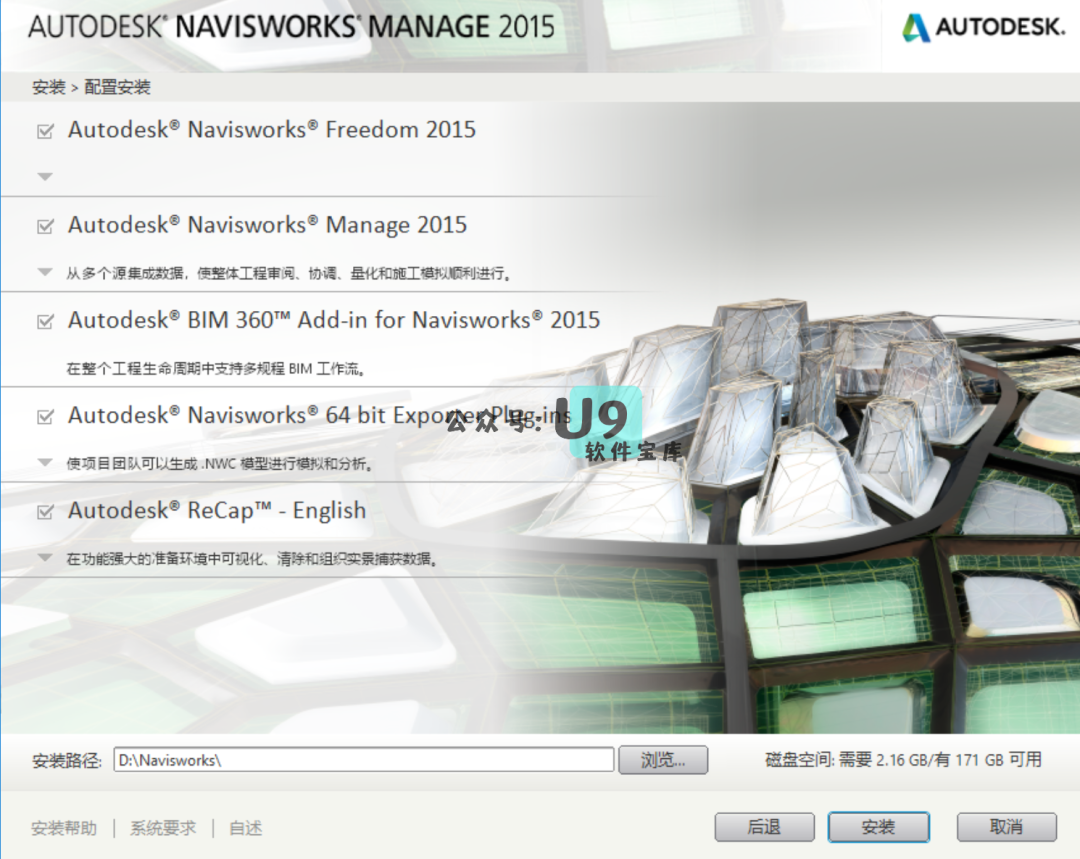 AUTODESK® NAVISWORKS® MANAGE 2015
AUTODESK.
安装 > 配置安装
Autodesk® Navisworks® Freedom 2015
Autodesk® Navisworks® Manage 2015
从多个源集成数据，使整体工程审阅、协调、量化和施工模拟顺利进行。
Autodesk® BIM 360™ Add-in for Navisworks® 2015
在整个工程生命周期中支持多规程 BIM 工作流。
Autodesk® Navisworks® 64 bit Exporter Plug-ins
公众号：U9
软件宝库
使项目团队可以生成 .NWC 模型进行模拟和分析。
Autodesk® ReCap™ - English
在功能强大的准备环境中可视化、清除和组织实景捕获数据。
安装路径: D:\Navisworks\ 浏览... 磁盘空间: 需要 2.16 GB/有 171 GB 可用
安装帮助 | 系统要求 | 自述 后退 安装 取消